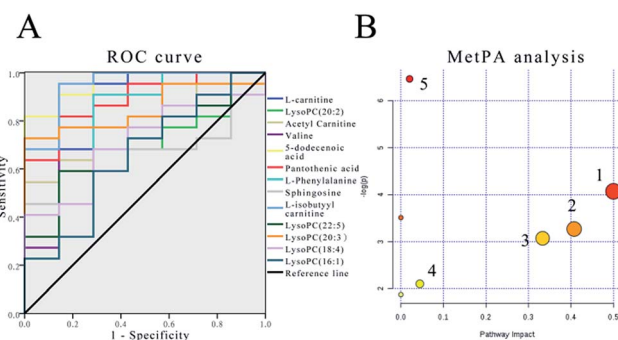 A
B
ROC curve
MetPA analysis
Sensitivity
1.0
0.8
0.6
0.4
0.2
0.0
0.0
0.2
0.4
0.6
0.8
1.0
1 - Specificity
L-carnitine
LysoPC(20:2)
Acetyl Carnitine
Valine
5-dodecenoic
acid
Pantothenic acid
L-Phenylalanine
Sphingosine
L-isobutyyl
carnitine
LysoPC(22:5)
LysoPC(20:3)
LysoPC(18:4)
LysoPC(16:1)
Reference line
-log(p)
6
5
4
3
2
5
1
2
3
4
0.0
0.1
0.2
0.3
0.4
0.5
Pathway Impact